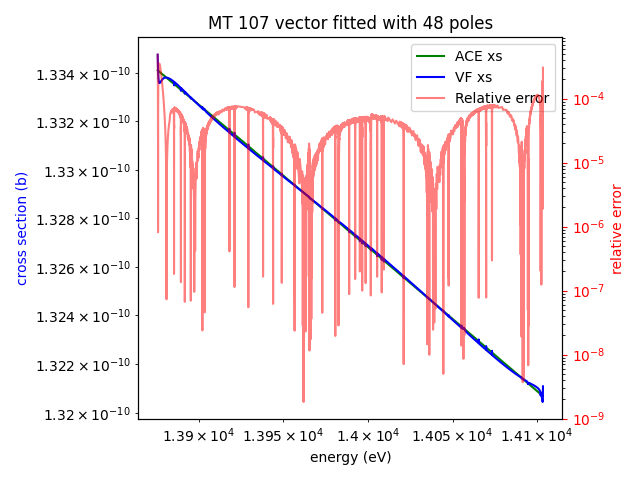 MT 107 vector fitted with 48 poles
ACE xs
VF xs
Relative error
1.334 × 10⁻¹⁰
1.332 × 10⁻¹⁰
1.33 × 10⁻¹⁰
1.328 × 10⁻¹⁰
1.326 × 10⁻¹⁰
1.324 × 10⁻¹⁰
1.322 × 10⁻¹⁰
1.32 × 10⁻¹⁰
cross section (b)
10⁻⁴
10⁻⁵
10⁻⁶
10⁻⁷
10⁻⁸
10⁻⁹
relative error
1.39 × 10⁴ 1.395 × 10⁴ 1.4 × 10⁴ 1.405 × 10⁴ 1.41 × 10⁴
energy (eV)